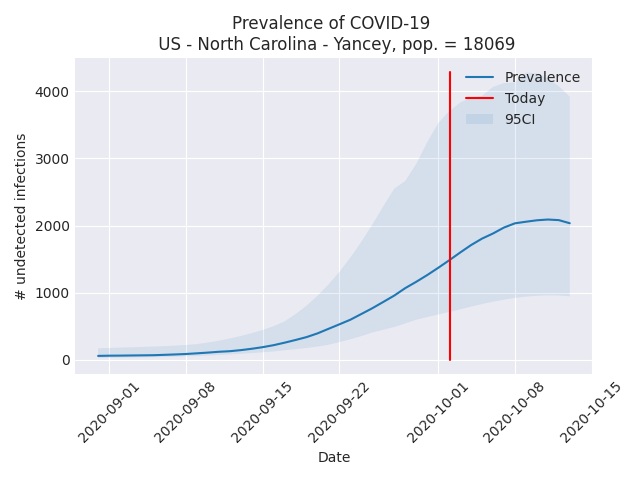 Prevalence of COVID-19
US - North Carolina - Yancey, pop. = 18069
Prevalence
Today
95CI
# undetected infections
4000
3000
2000
1000
0
2020-09-01
2020-09-08
2020-09-15
2020-09-22
2020-10-01
2020-10-08
2020-10-15
Date